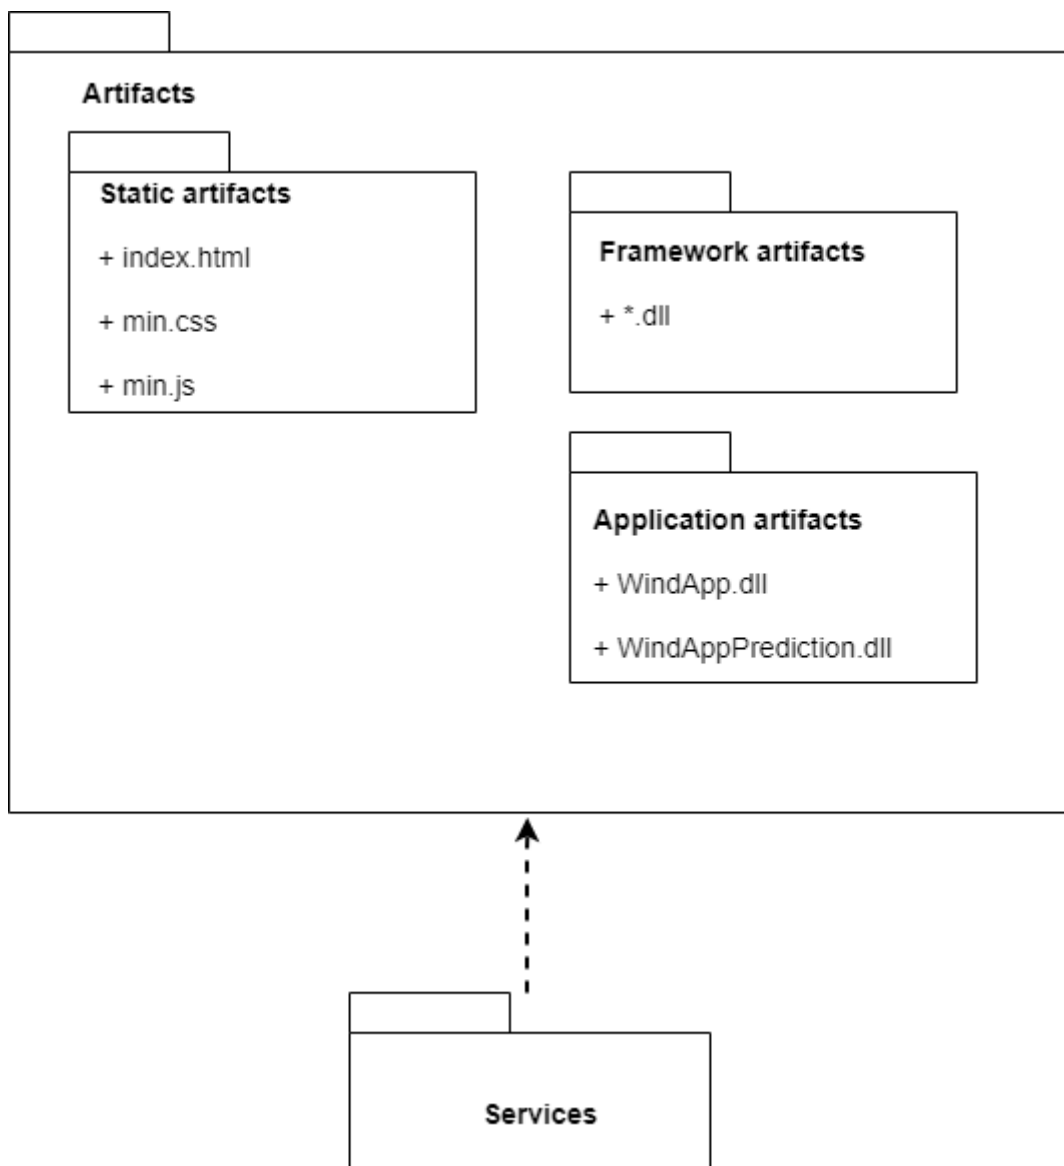 Artifacts
Static artifacts
+ index.html
+ min.css
+ min.js
Framework artifacts
+ *.dll
Application artifacts
+ WindApp.dll
+ WindAppPrediction.dll
Services